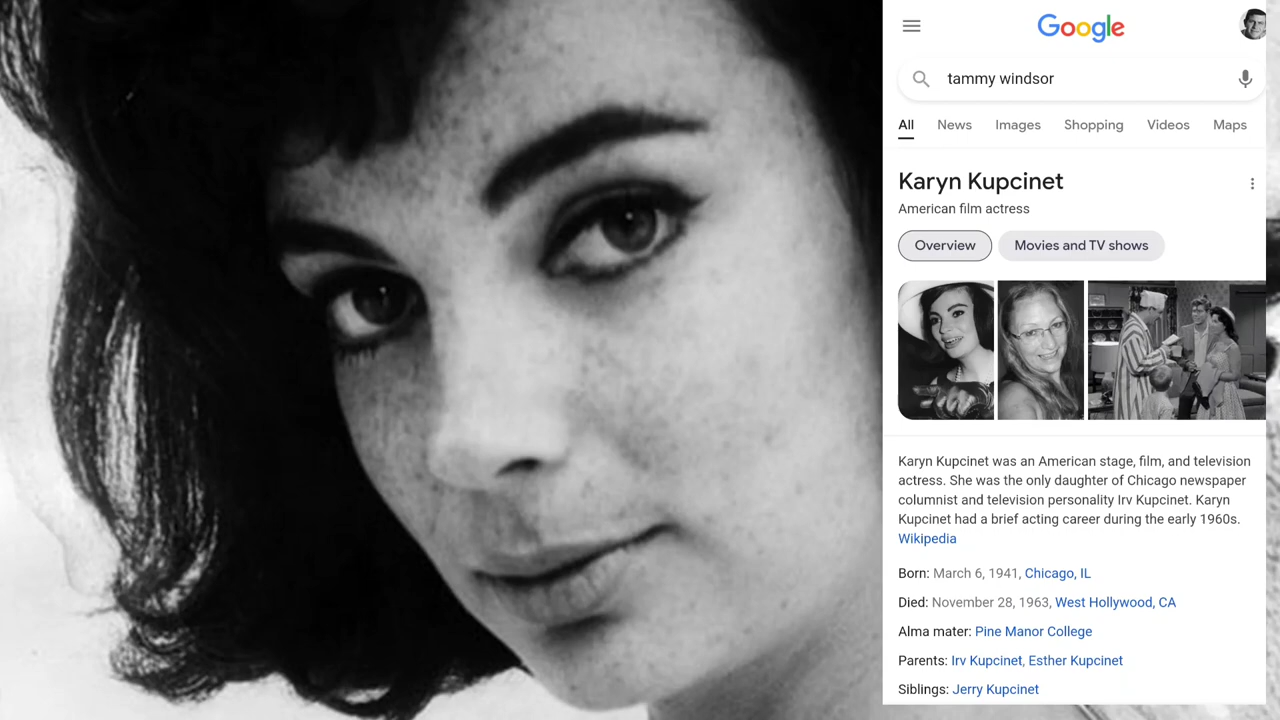 Google
tammy windsor
All News Images Shopping Videos Maps
Karyn Kupcinet
American film actress
Overview Movies and TV shows
Karyn Kupcinet was an American stage, film, and television
actress. She was the only daughter of Chicago newspaper
columnist and television personality Irv Kupcinet. Karyn
Kupcinet had a brief acting career during the early 1960s.
Wikipedia
Born: March 6, 1941, Chicago, IL
Died: November 28, 1963, West Hollywood, CA
Alma mater: Pine Manor College
Parents: Irv Kupcinet, Esther Kupcinet
Siblings: Jerry Kupcinet